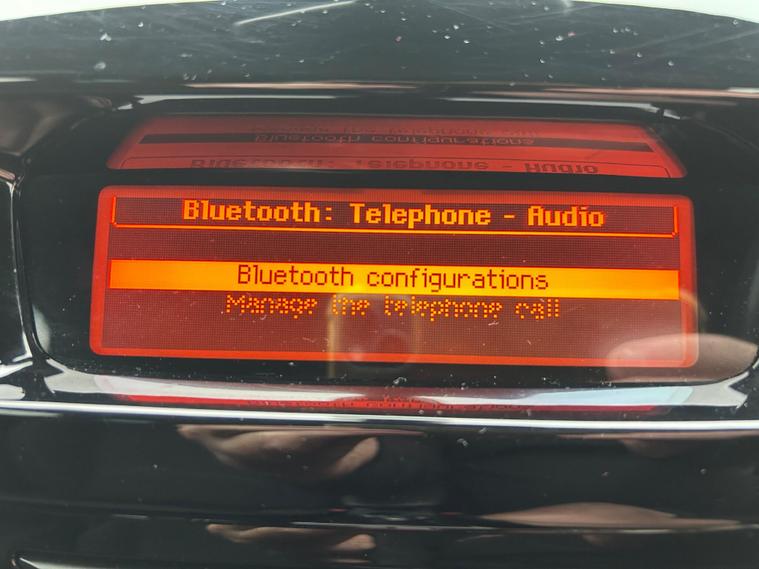 Bluetooth: Telephone - Audio
Bluetooth configurations
Manage the telephone call